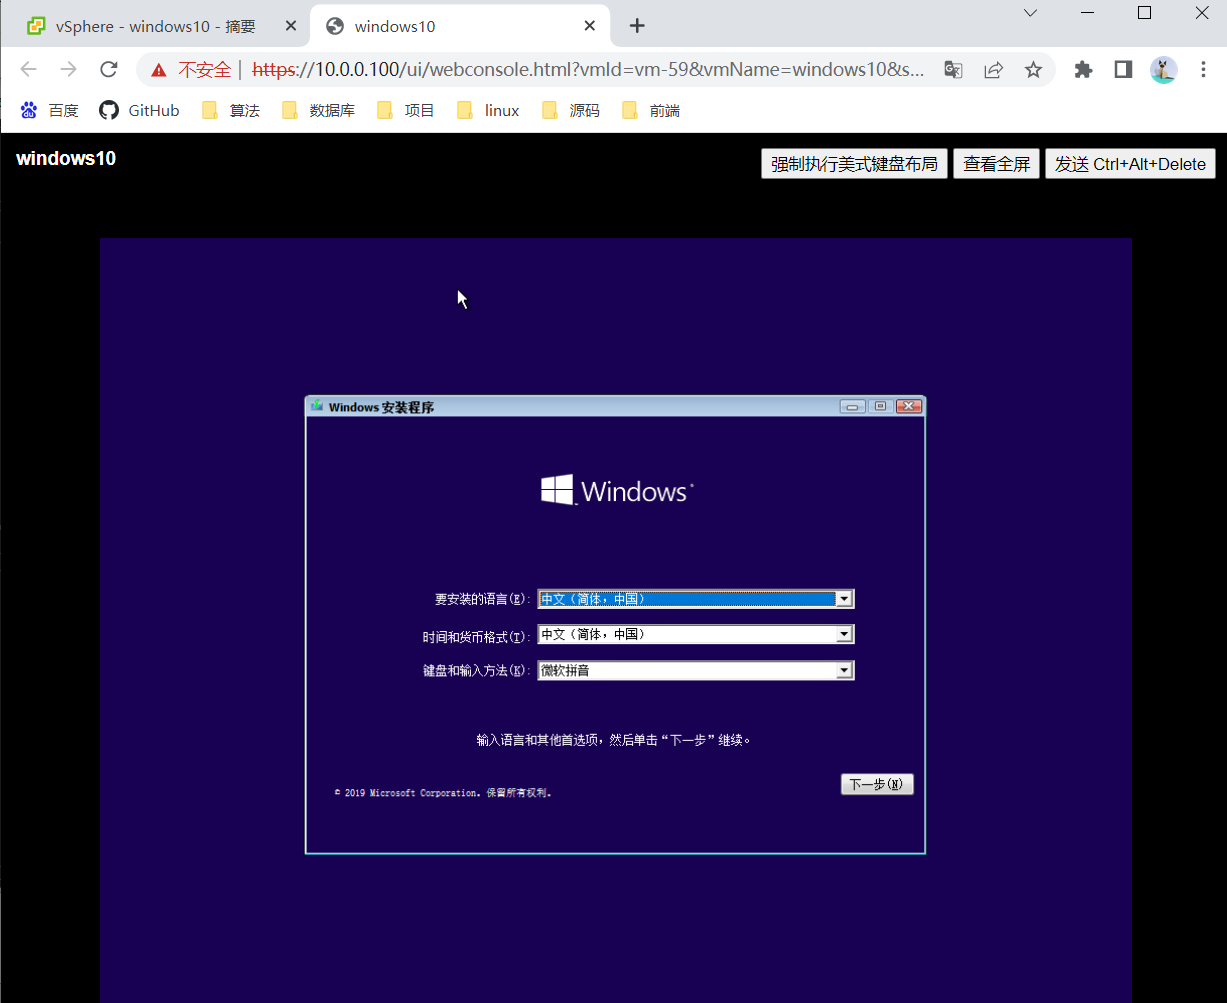 vSphere - windows10 - 摘要
windows10
不安全 | https://10.0.0.100/ui/webconsole.html?vmId=vm-59&vmName=windows10&s...
百度 GitHub 算法 数据库 项目 linux 源码 前端
windows10
强制执行美式键盘布局 查看全屏 发送 Ctrl+Alt+Delete
Windows 安装程序
Windows
要安装的语言(E): 中文(简体，中国)
时间和货币格式(T): 中文(简体，中国)
键盘和输入方法(K): 微软拼音
输入语言和其他首选项，然后单击“下一步”继续。
© 2019 Microsoft Corporation。保留所有权利。
下一步(N)